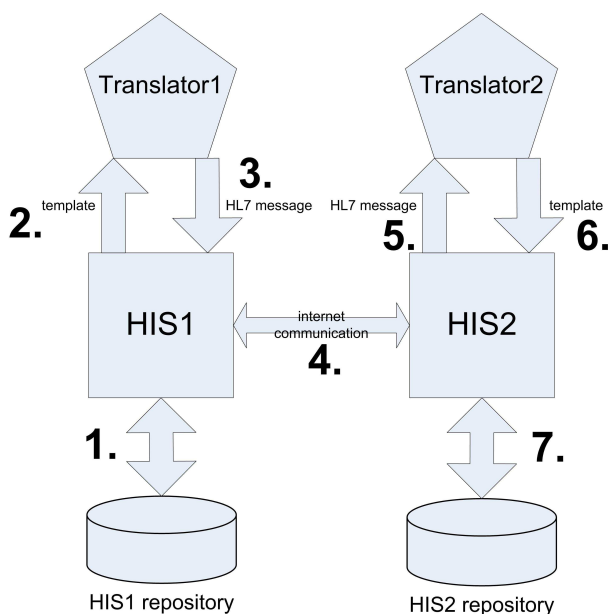 Translator1
Translator2
3.
2.
template
HL7 message
HL7 message
5.
template
6.
HIS1
internet
communication
4.
HIS2
1.
7.
HIS1 repository
HIS2 repository